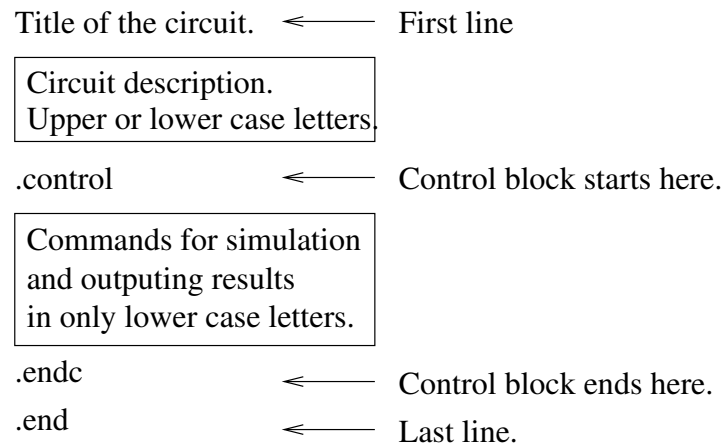 Title of the circuit. First line
Circuit description.
Upper or lower case letters.
.control Control block starts here.
Commands for simulation
and outputing results
in only lower case letters.
.endc Control block ends here.
.end Last line.